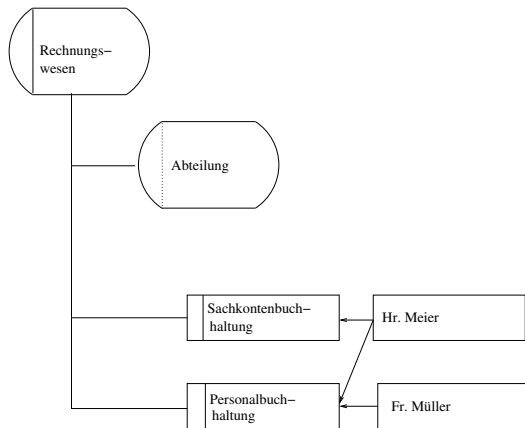 Rechnungs−
wesen
Abteilung
Sachkontenbuch−
haltung
Hr. Meier
Personalbuch−
haltung
Fr. Müller